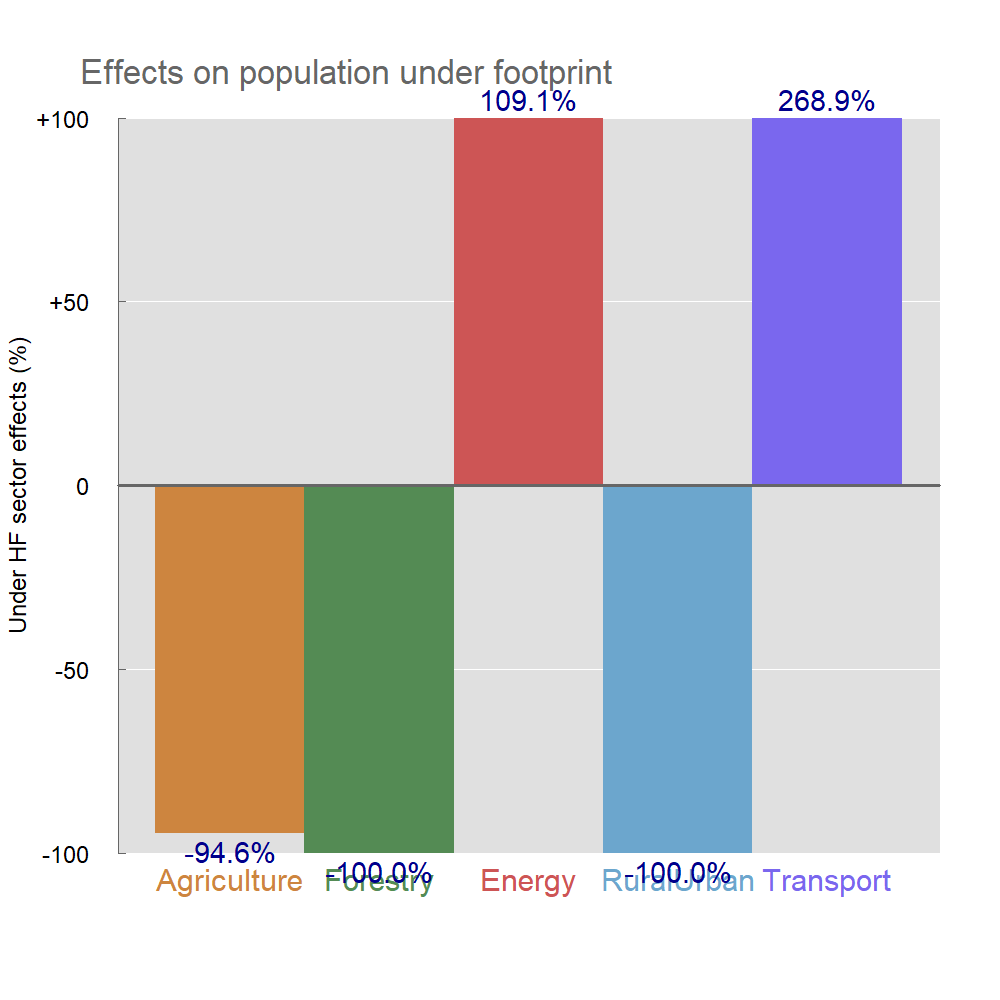 Effects on population under footprint
109.1%
268.9%
+100
+50
0
-50
-100
Under HF sector effects (%)
-94.6%
-100.0%
-100.0%
Agriculture
Forestry
Energy
RuralUrban
Transport